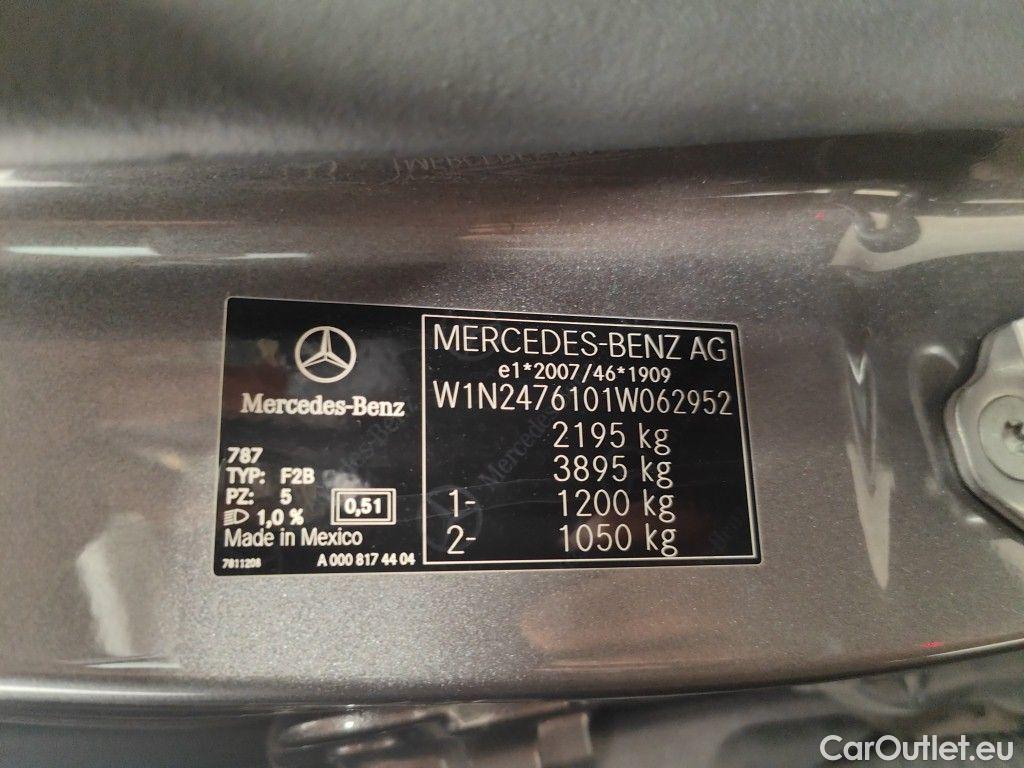 Mercedes-Benz
787
TYP: F2B
PZ: 5
1,0 %
0,51
Made in Mexico
7811208
A 000 817 44 04
MERCEDES-BENZ AG
e1*2007/46*1909
W1N2476101W062952
2195 kg
3895 kg
1- 1200 kg
2- 1050 kg
CarOutlet.eu